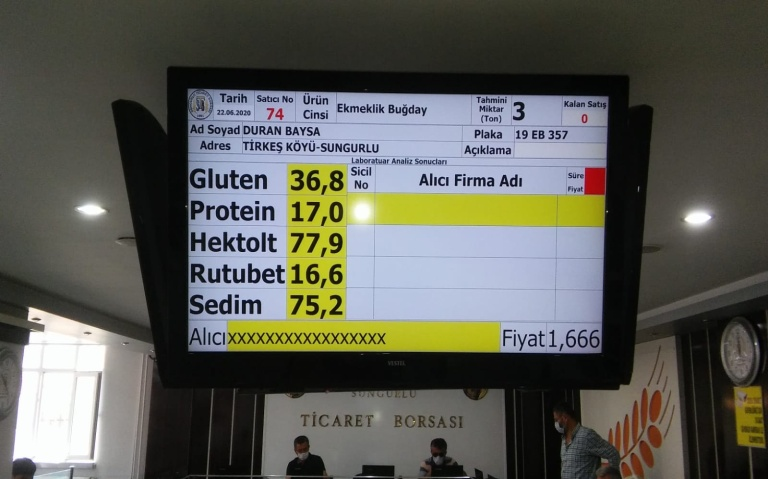 Tarih
22.06.2020
Satıcı No
74
Ürün Cinsi
Ekmeklik Buğday
Tahmini Miktar (Ton)
3
Kalan Satış
0
Ad Soyad DURAN BAYSA
Plaka 19 EB 357
Adres TİRKEŞ KÖYÜ-SUNGURLU
Açıklama
Laboratuar Analiz Sonuçları
Gluten 36,8
Sicil No
Alıcı Firma Adı
Süre
Fiyat
Protein 17,0
Hektolt 77,9
Rutubet 16,6
Sedim 75,2
Alıcı xxxxxxxxxxxxxxxxx
Fiyat 1,666
SUNGURLU
TİCARET BORSASI